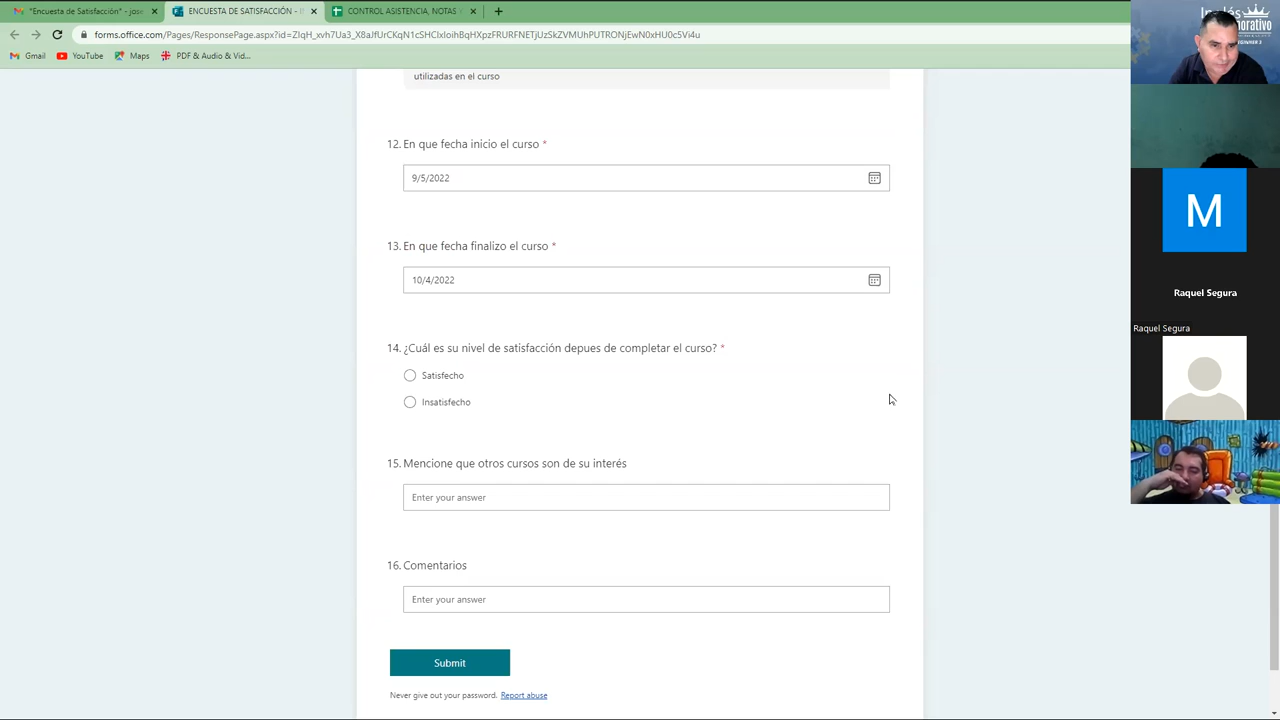 "Encuesta de Satisfacción" - jose
ENCUESTA DE SATISFACCIÓN - I
CONTROL ASISTENCIA, NOTAS
forms.office.com/Pages/ResponsePage.aspx?id=
Gmail
YouTube
Maps
PDF & Audio & Vid...
utilizadas en el curso
12. En que fecha inicio el curso *
9/5/2022
13. En que fecha finalizo el curso *
10/4/2022
14. ¿Cuál es su nivel de satisfacción depues de completar el curso? *
Satisfecho
Insatisfecho
15. Mencione que otros cursos son de su interés
Enter your answer
16. Comentarios
Enter your answer
Submit
Never give out your password. Report abuse
Inglés
M
Raquel Segura
Raquel Segura